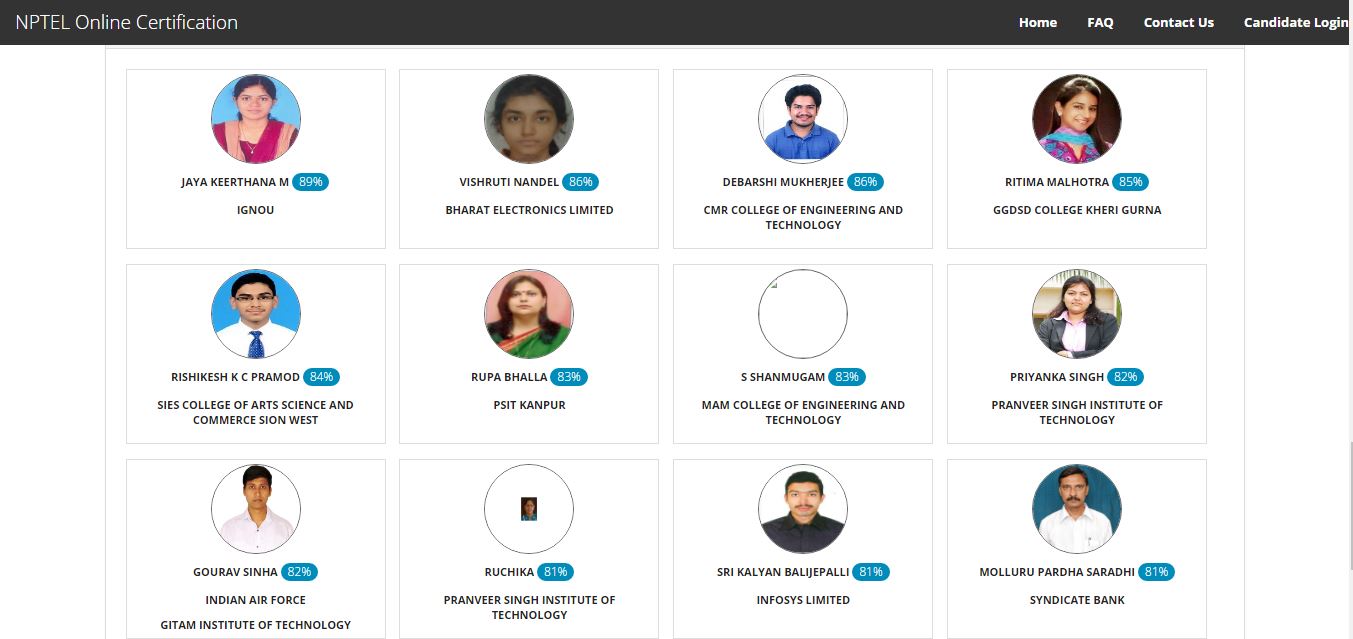 NPTEL Online Certification
Home FAQ Contact Us Candidate Login
JAYA KEERTHANA M 89%
IGNOU
VISHRUTI NANDEL 86%
BHARAT ELECTRONICS LIMITED
DEBARSHI MUKHERJEE 86%
CMR COLLEGE OF ENGINEERING AND
TECHNOLOGY
RITIMA MALHOTRA 85%
GGDSD COLLEGE KHERI GURNA
RISHIKESH K C PRAMOD 84%
SIES COLLEGE OF ARTS SCIENCE AND
COMMERCE SION WEST
RUPA BHALLA 83%
PSIT KANPUR
S SHANMUGAM 83%
MAM COLLEGE OF ENGINEERING AND
TECHNOLOGY
PRIYANKA SINGH 82%
PRANVEER SINGH INSTITUTE OF
TECHNOLOGY
GOURAV SINHA 82%
INDIAN AIR FORCE
GITAM INSTITUTE OF TECHNOLOGY
RUCHIKA 81%
PRANVEER SINGH INSTITUTE OF
TECHNOLOGY
SRI KALYAN BALIJEPALLI 81%
INFOSYS LIMITED
MOLLURU PARDHA SARADHI 81%
SYNDICATE BANK